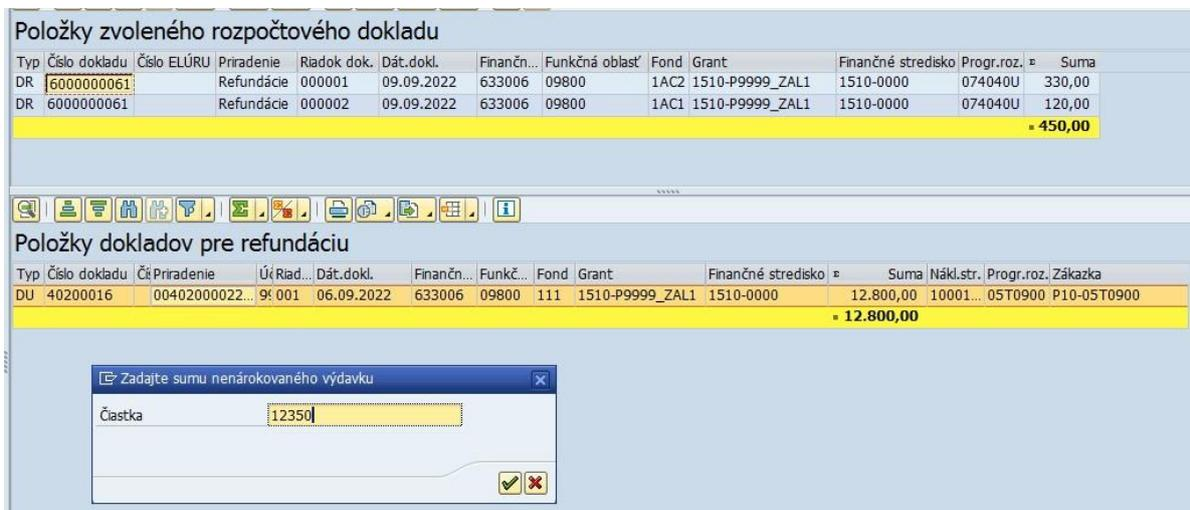 Položky zvoleného rozpočtového dokladu
Typ Číslo dokladu Číslo ELÚRU Priradenie Riadok dok. Dát.dokl. Finančn... Funkčná oblasť Fond Grant Finančné stredisko Progr.roz. Suma
DR 6000000061 Refundácie 000001 09.09.2022 633006 09800 1AC2 1510-P9999_ZAL1 1510-0000 074040U 330,00
DR 6000000061 Refundácie 000002 09.09.2022 633006 09800 1AC1 1510-P9999_ZAL1 1510-0000 074040U 120,00
450,00
Položky dokladov pre refundáciu
Typ Číslo dokladu Čí Priradenie Úč Riad... Dát.dokl. Finančn... Funkč... Fond Grant Finančné stredisko Suma Nákl.str. Progr.roz. Zákazka
DU 40200016 00402000022... 99 001 06.09.2022 633006 09800 111 1510-P9999_ZAL1 1510-0000 12.800,00 10001... 05T0900 P10-05T0900
12.800,00
Zadajte sumu nenárokovaného výdavku
Čiastka 12350